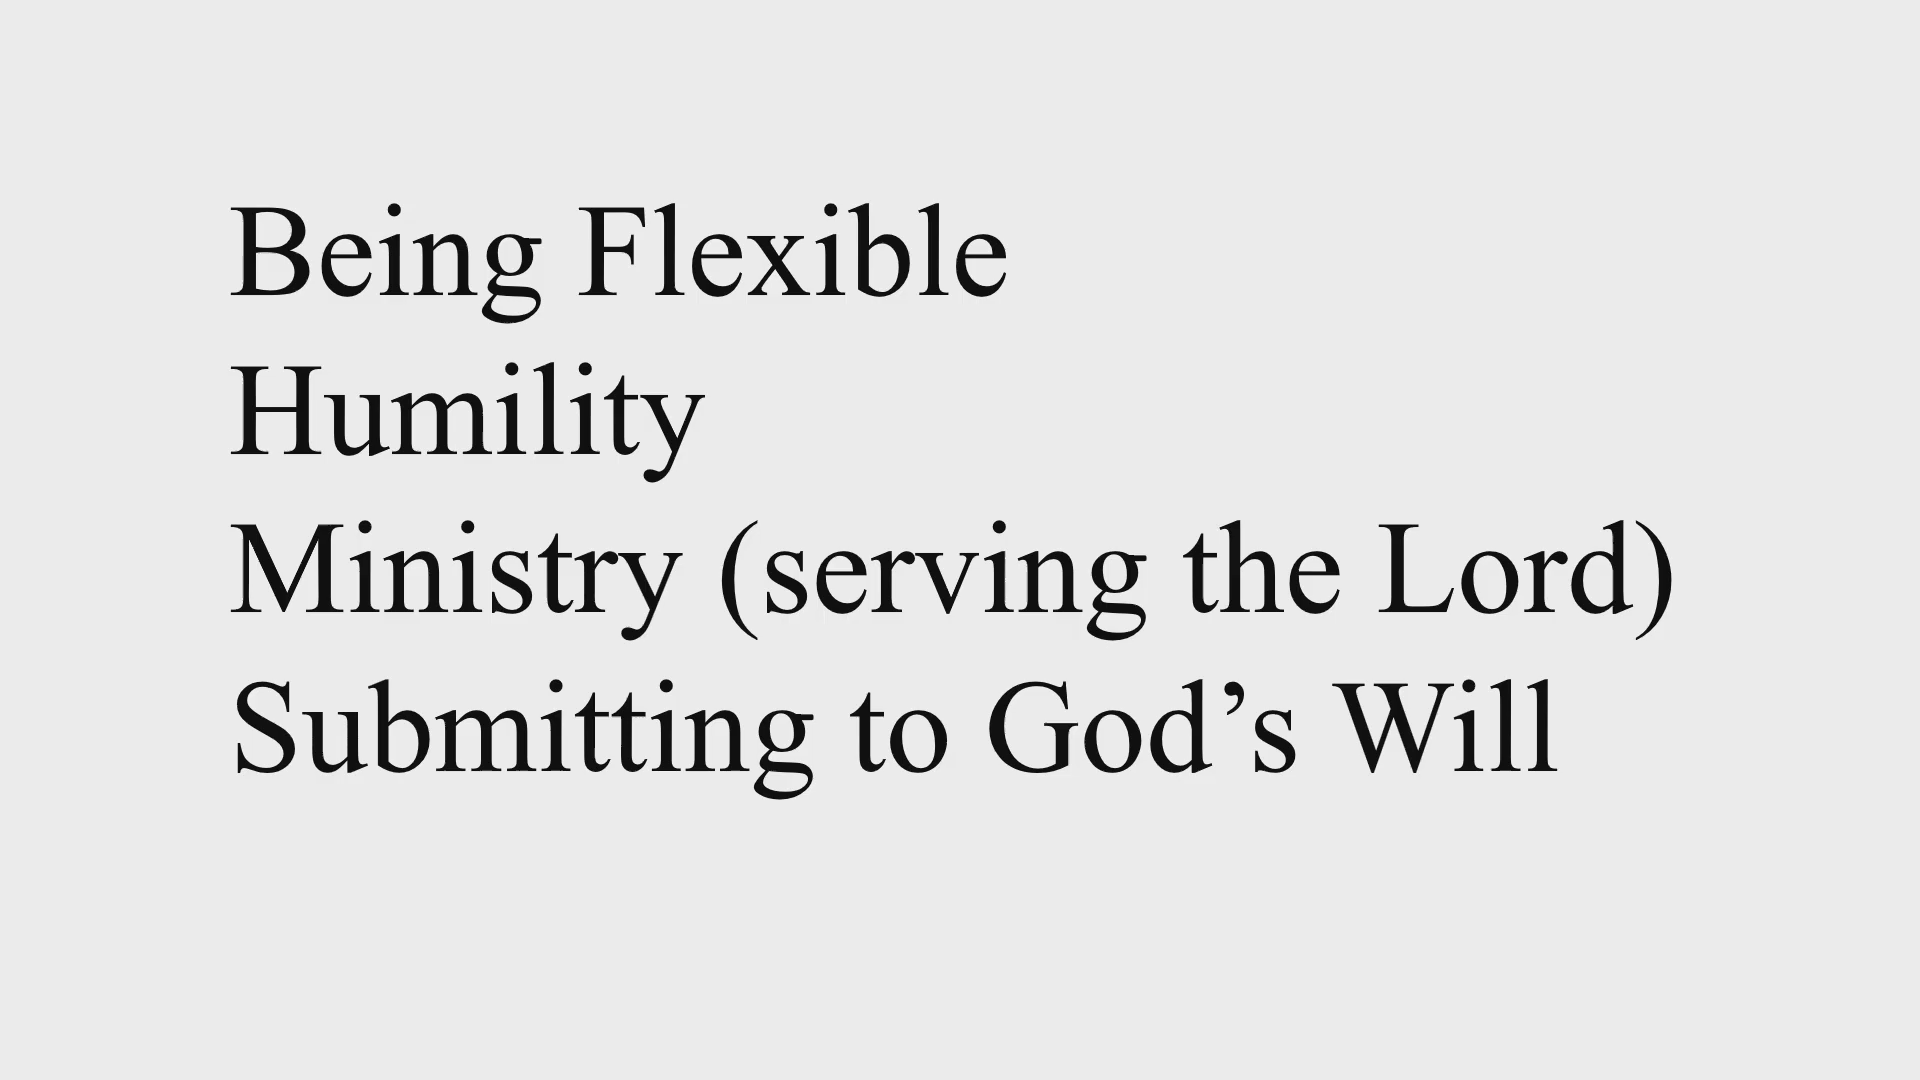 Being Flexible
Humility
Ministry (serving the Lord)
Submitting to God’s Will